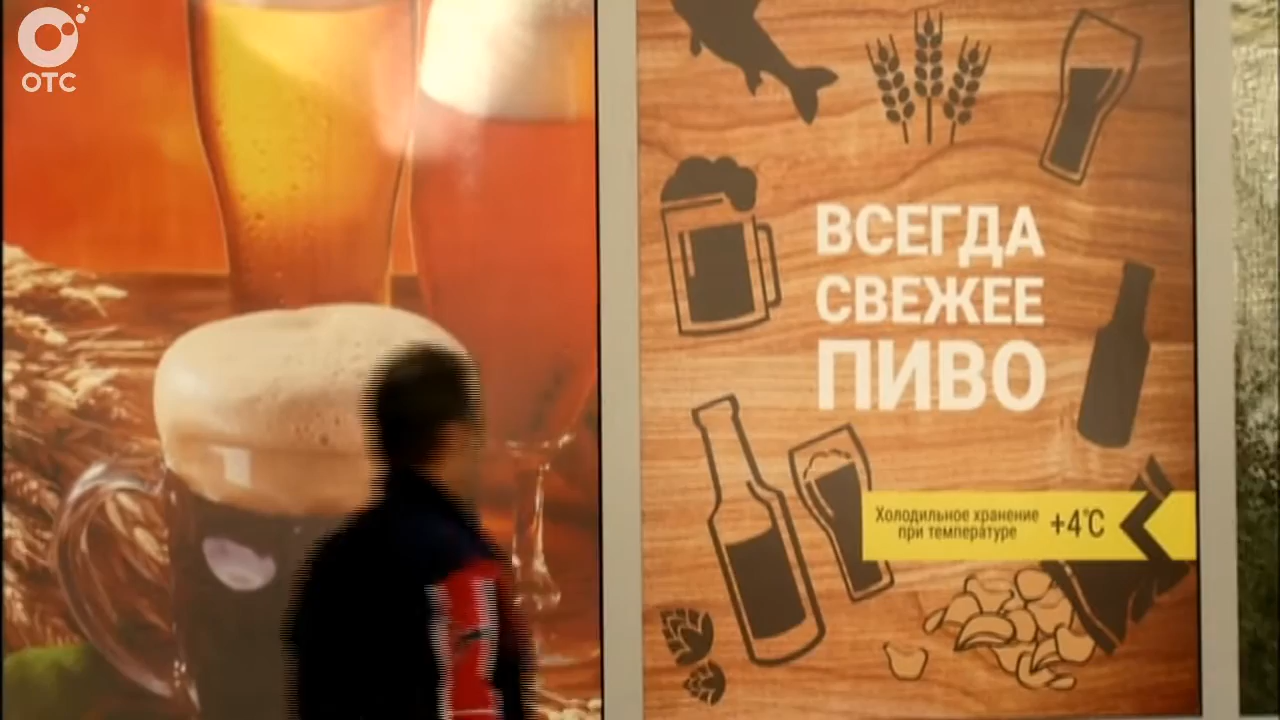 ОТС
ВСЕГДА
СВЕЖЕЕ
ПИВО
Холодильное хранение
при температуре
+4°C